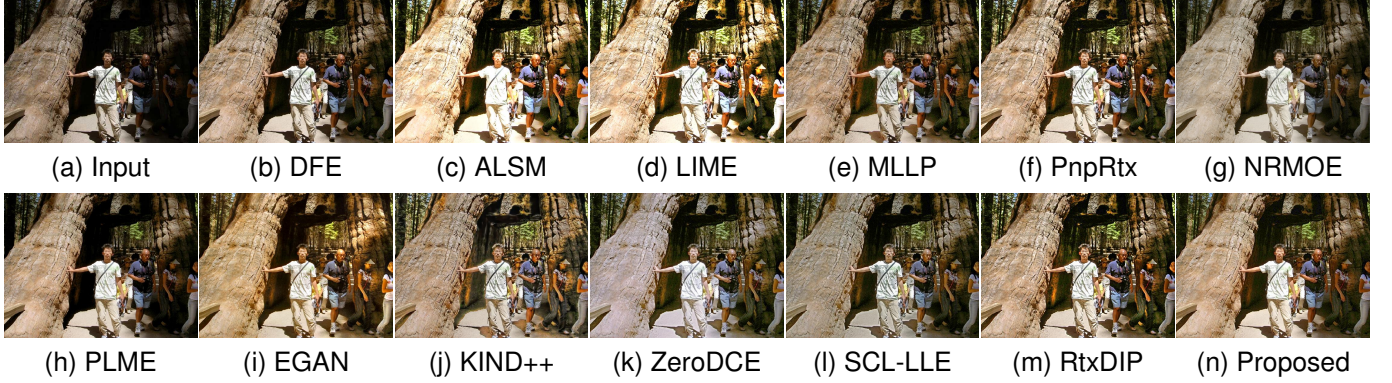 (a) Input (b) DFE (c) ALSM (d) LIME (e) MLLP (f) PnpRtx (g) NRMOE
(h) PLME (i) EGAN (j) KIND++ (k) ZeroDCE (l) SCL-LLE (m) RtxDIP (n) Proposed